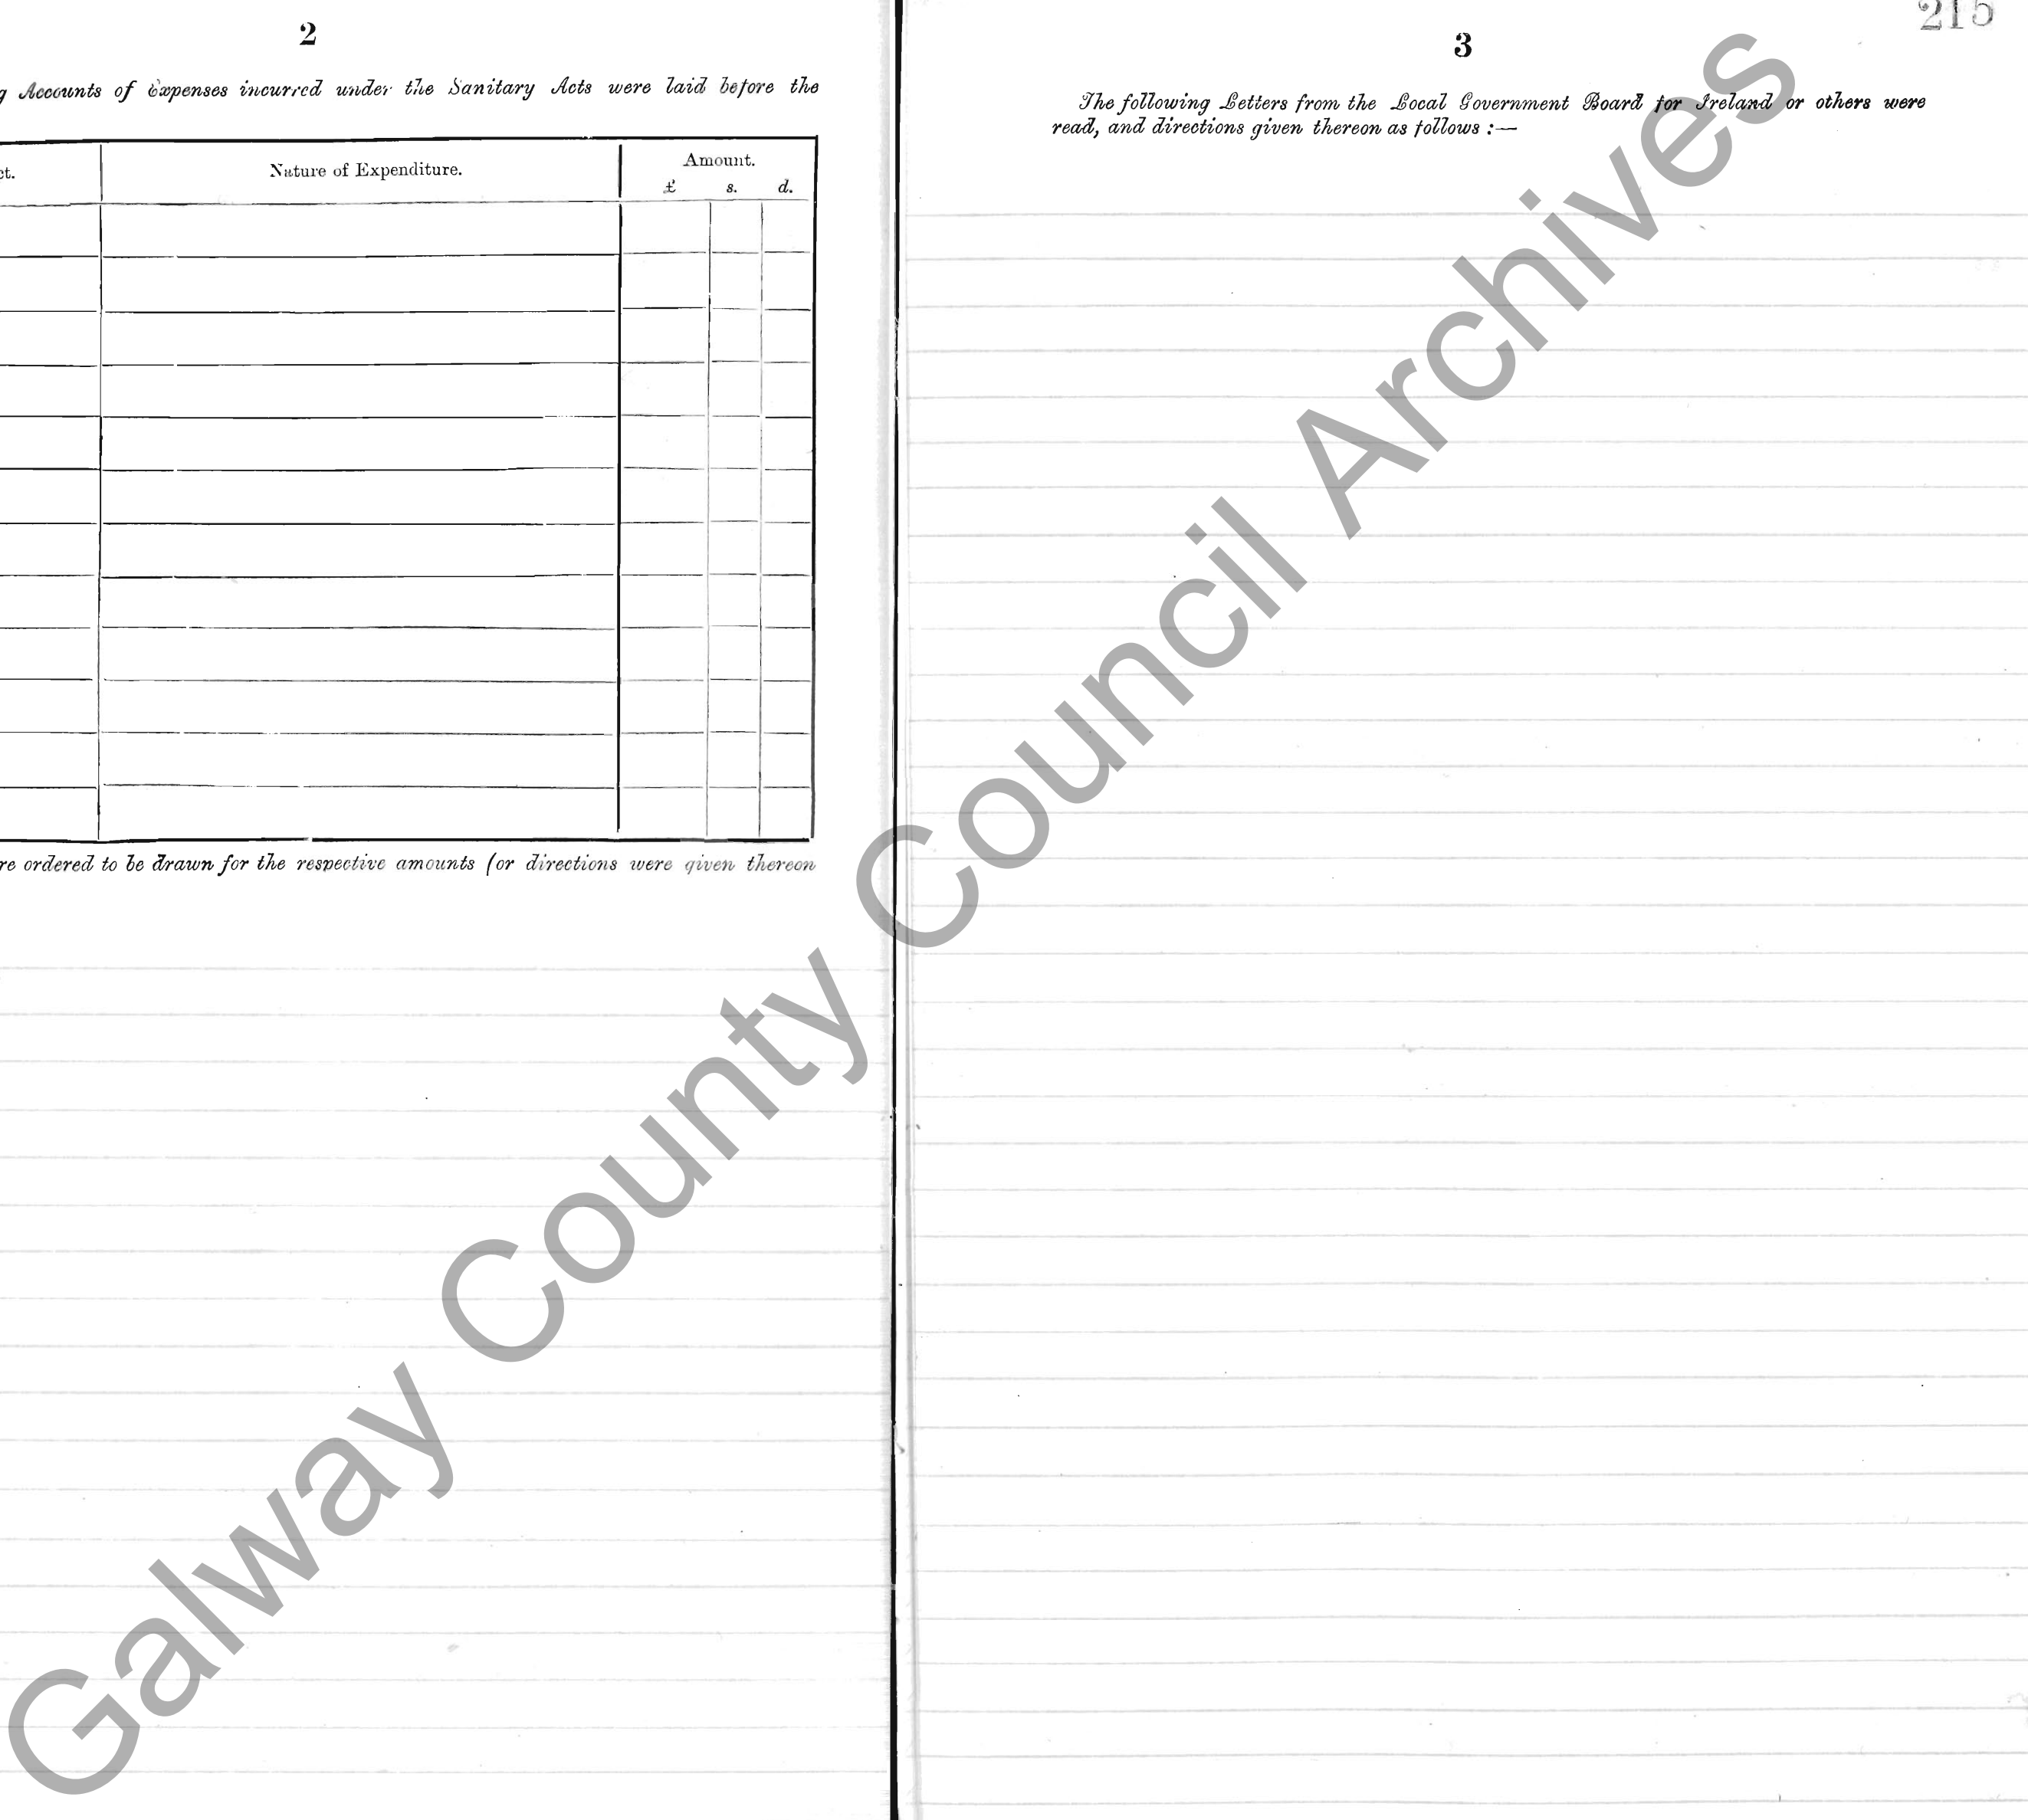 2
g Accounts of Expenses incurred under the Sanitary Acts were laid before the
ct.
Nature of Expenditure.
Amount.
£ s. d.
re ordered to be drawn for the respective amounts (or directions were given thereon
215
3
The following Letters from the Local Government Board for Ireland or others were
read, and directions given thereon as follows :—
Galway County Council Archives